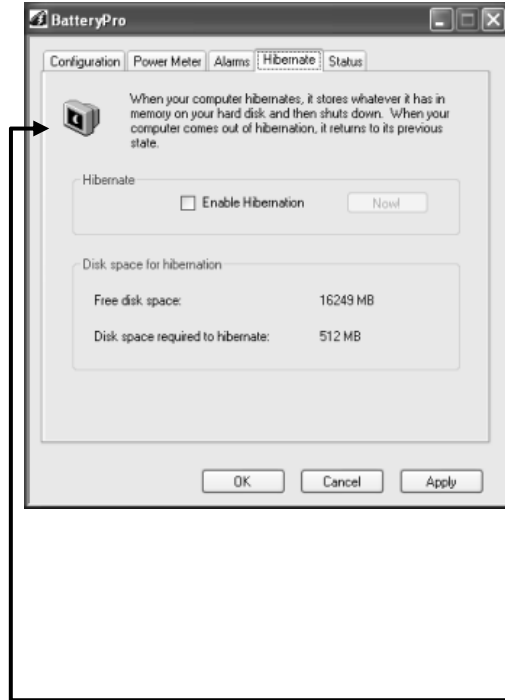 BatteryPro
Configuration Power Meter Alarms Hibernate Status
When your computer hibernates, it stores whatever it has in
memory on your hard disk and then shuts down. When your
computer comes out of hibernation, it returns to its previous
state.
Hibernate
Enable Hibernation Now!
Disk space for hibernation
Free disk space: 16249 MB
Disk space required to hibernate: 512 MB
OK Cancel Apply